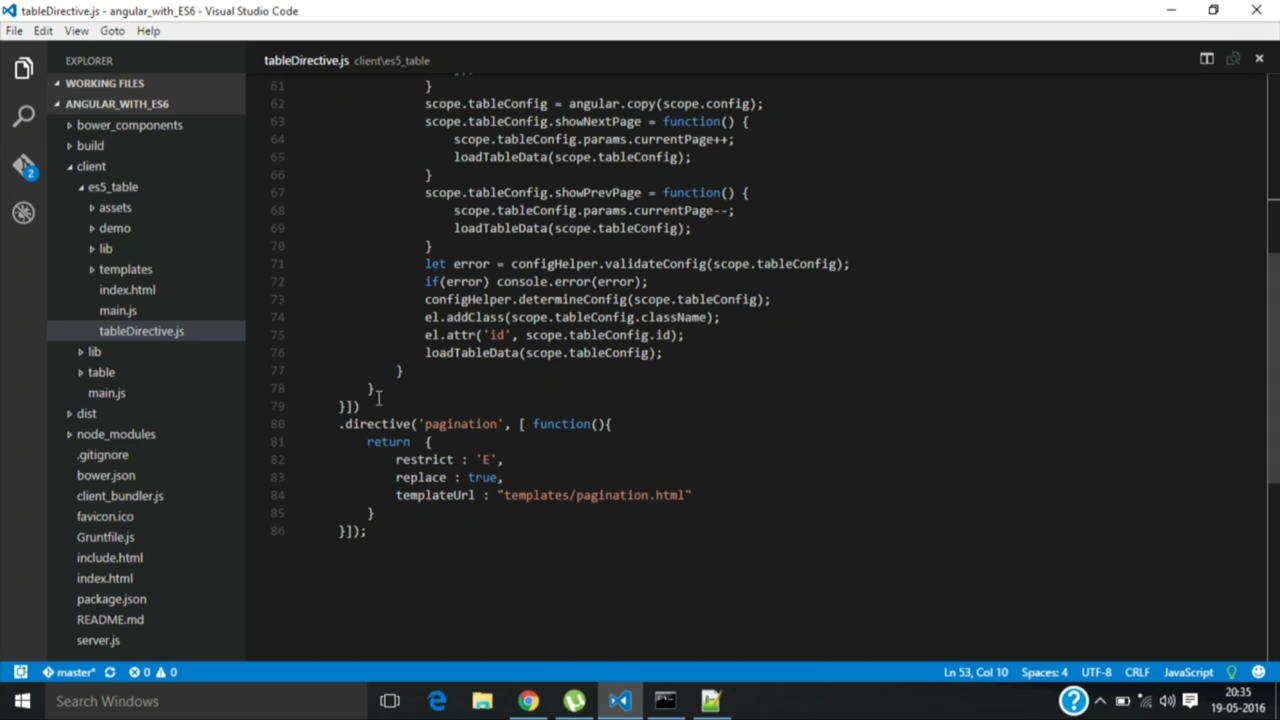 tableDirective.js - angular_with_ES6 - Visual Studio Code
File Edit View Goto Help
EXPLORER
WORKING FILES
ANGULAR_WITH_ES6
bower_components
build
client
es5_table
assets
demo
lib
templates
index.html
main.js
tableDirective.js
lib
table
main.js
dist
node_modules
.gitignore
bower.json
client_bundler.js
favicon.ico
Gruntfile.js
include.html
index.html
package.json
README.md
server.js
2
tableDirective.js client\es5_table
61 }
62 scope.tableConfig = angular.copy(scope.config);
63 scope.tableConfig.showNextPage = function() {
64 scope.tableConfig.params.currentPage++;
65 loadTableData(scope.tableConfig);
66 }
67 scope.tableConfig.showPrevPage = function() {
68 scope.tableConfig.params.currentPage--;
69 loadTableData(scope.tableConfig);
70 }
71 let error = configHelper.validateConfig(scope.tableConfig);
72 if(error) console.error(error);
73 configHelper.determineConfig(scope.tableConfig);
74 el.addClass(scope.tableConfig.className);
75 el.attr('id', scope.tableConfig.id);
76 loadTableData(scope.tableConfig);
77 }
78 }
79 }])
80 .directive('pagination', [ function(){
81 return {
82 restrict : 'E',
83 replace : true,
84 templateUrl : "templates/pagination.html"
85 }
86 }]);
master* 0 0 Ln 53, Col 10 Spaces: 4 UTF-8 CRLF JavaScript
Search Windows
20:35
19-05-2016